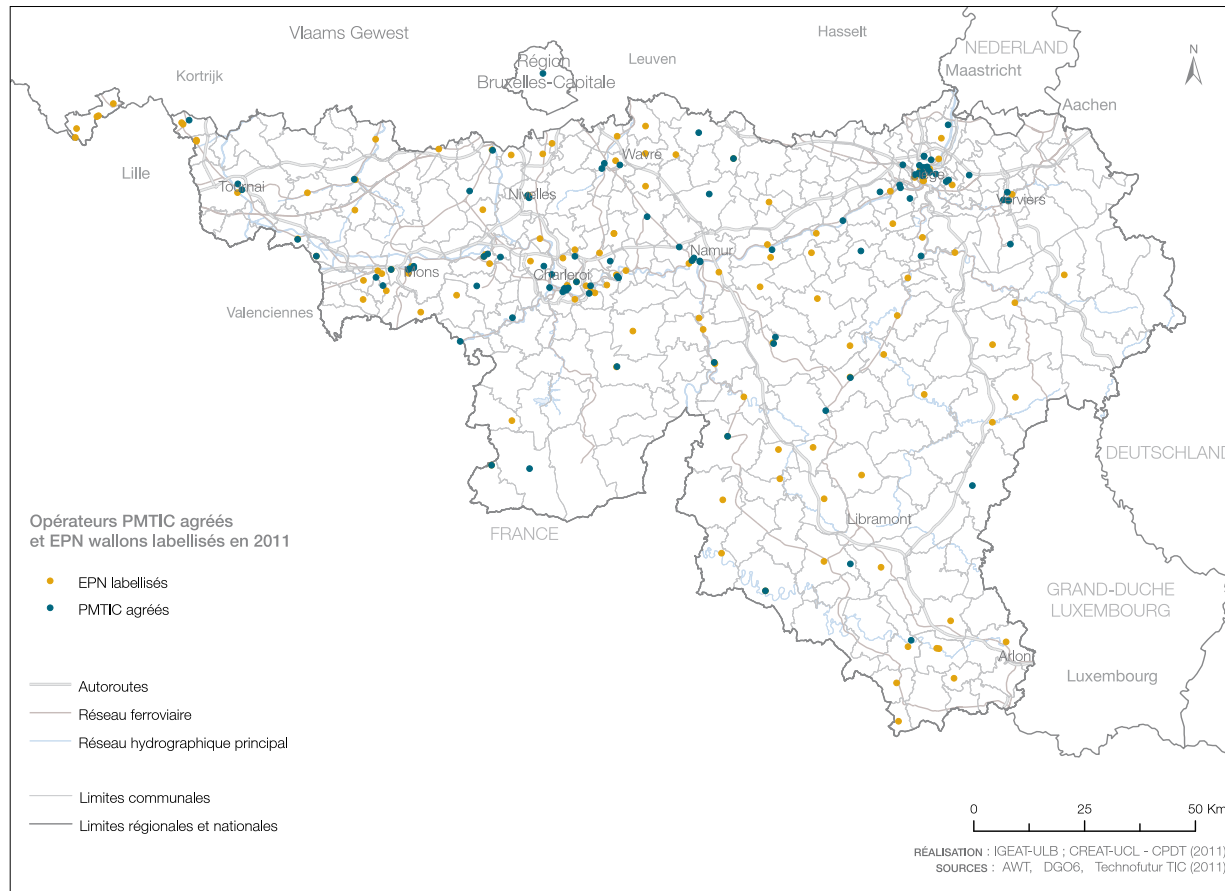 Vlaams Gewest
Hasselt
NEDERLAND
Maastricht
N
Kortrijk
Région
Bruxelles-Capitale
Leuven
Aachen
Lille
Wavre
Tournai
Nivelles
Liège
Verviers
Namur
Mons
Charleroi
Valenciennes
DEUTSCHLAND
FRANCE
Libramont
GRAND-DUCHE
LUXEMBOURG
Arlon
Luxembourg
Opérateurs PMTIC agréés
et EPN wallons labellisés en 2011
EPN labellisés
PMTIC agréés
Autoroutes
Réseau ferroviaire
Réseau hydrographique principal
Limites communales
Limites régionales et nationales
0 25 50 Km
RÉALISATION : IGEAT-ULB ; CREAT-UCL - CPDT (2011)
SOURCES : AWT, DGO6, Technofutur TIC (2011)